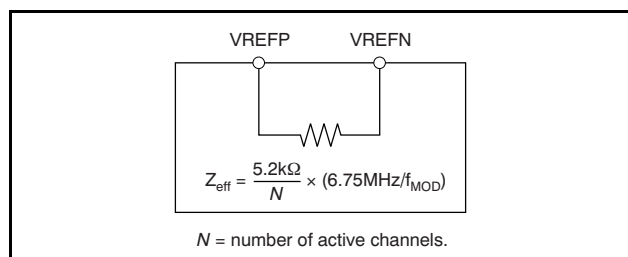 VREFP VREFN
Z_eff = 5.2kΩ/N × (6.75MHz/f_MOD)
N = number of active channels.